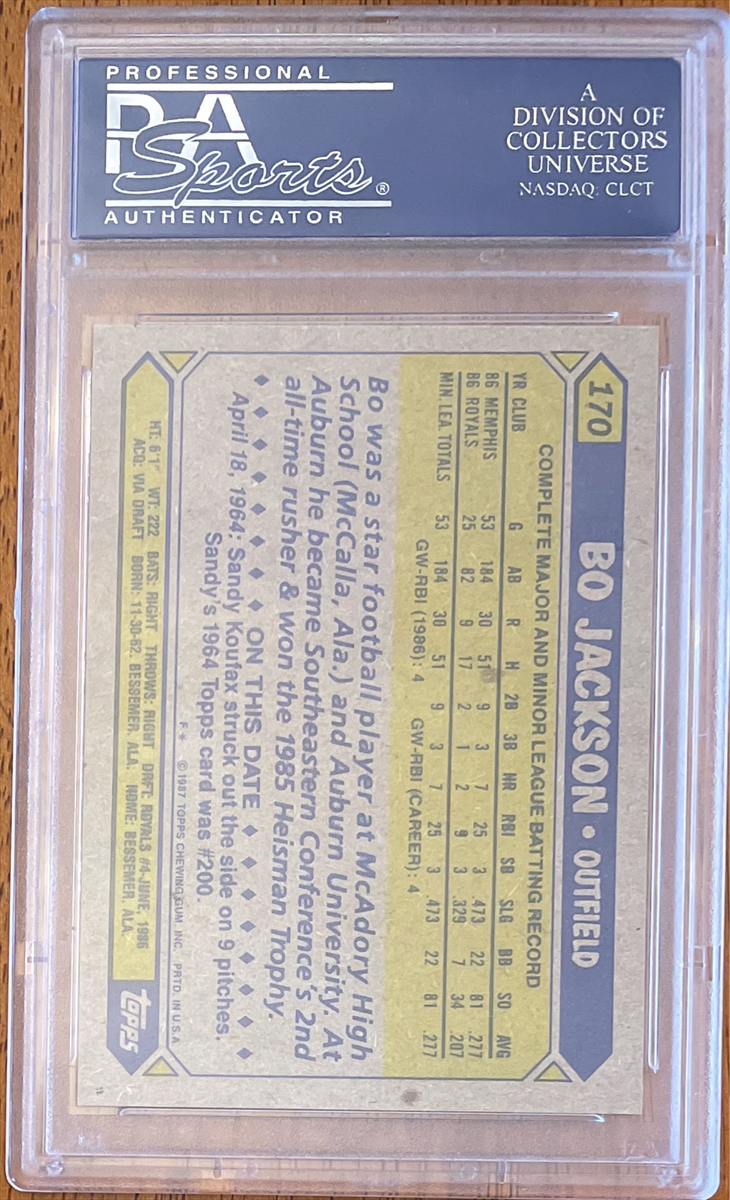 PROFESSIONAL
PSA
Sports®
AUTHENTICATOR
A
DIVISION OF
COLLECTORS
UNIVERSE
NASDAQ: CLCT
170 BO JACKSON • OUTFIELD
COMPLETE MAJOR AND MINOR LEAGUE BATTING RECORD
YR CLUB G AB R H 2B 3B HR RBI SB SLG BB SO AVG
86 MEMPHIS 53 184 30 51 9 3 7 25 3 .473 22 81 .277
86 ROYALS 25 82 9 17 2 1 2 9 3 .329 7 34 .207
MIN LEA. TOTALS 53 184 30 51 9 3 7 25 3 .473 22 81 .277
GW-RBI (1986): 4 GW-RBI (CAREER): 4
Bo was a star football player at McAdory High
School (McCalla, Ala.) and Auburn University. At
Auburn he became Southeastern Conference's 2nd
all-time rusher & won the 1985 Heisman Trophy.
♦ ♦ ♦ ♦ ♦ ♦ ♦ ♦ ON THIS DATE ♦ ♦ ♦ ♦ ♦ ♦ ♦ ♦
April 18, 1964: Sandy Koufax struck out the side on 9 pitches.
Sandy's 1964 Topps card was #200.
F * ©1987 TOPPS CHEWING GUM, INC. PRTD. IN U.S.A.
HT: 6'1" WT: 222 BATS: RIGHT THROWS: RIGHT DRFT: ROYALS #4-JUNE, 1986
ACQ: VIA DRAFT BORN: 11-30-62, BESSEMER, ALA. HOME: BESSEMER, ALA.
topps